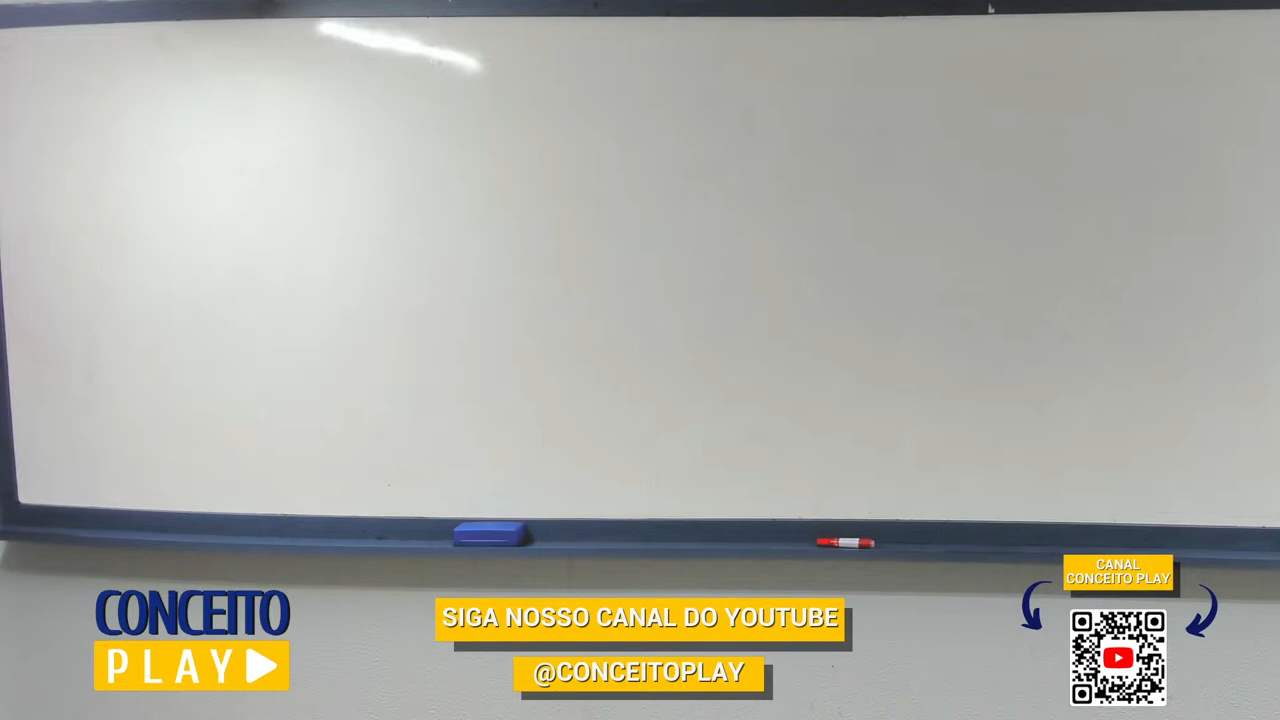 CONCEITO
PLAY
SIGA NOSSO CANAL DO YOUTUBE
@CONCEITOPLAY
CANAL
CONCEITO PLAY